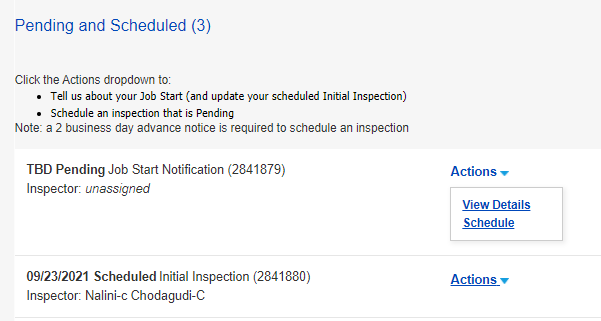 Pending and Scheduled (3)
Click the Actions dropdown to:
• Tell us about your Job Start (and update your scheduled Initial Inspection)
• Schedule an inspection that is Pending
Note: a 2 business day advance notice is required to schedule an inspection
TBD Pending Job Start Notification (2841879)
Actions
Inspector: unassigned
View Details
Schedule
09/23/2021 Scheduled Initial Inspection (2841880)
Actions
Inspector: Nalini-c Chodagudi-C